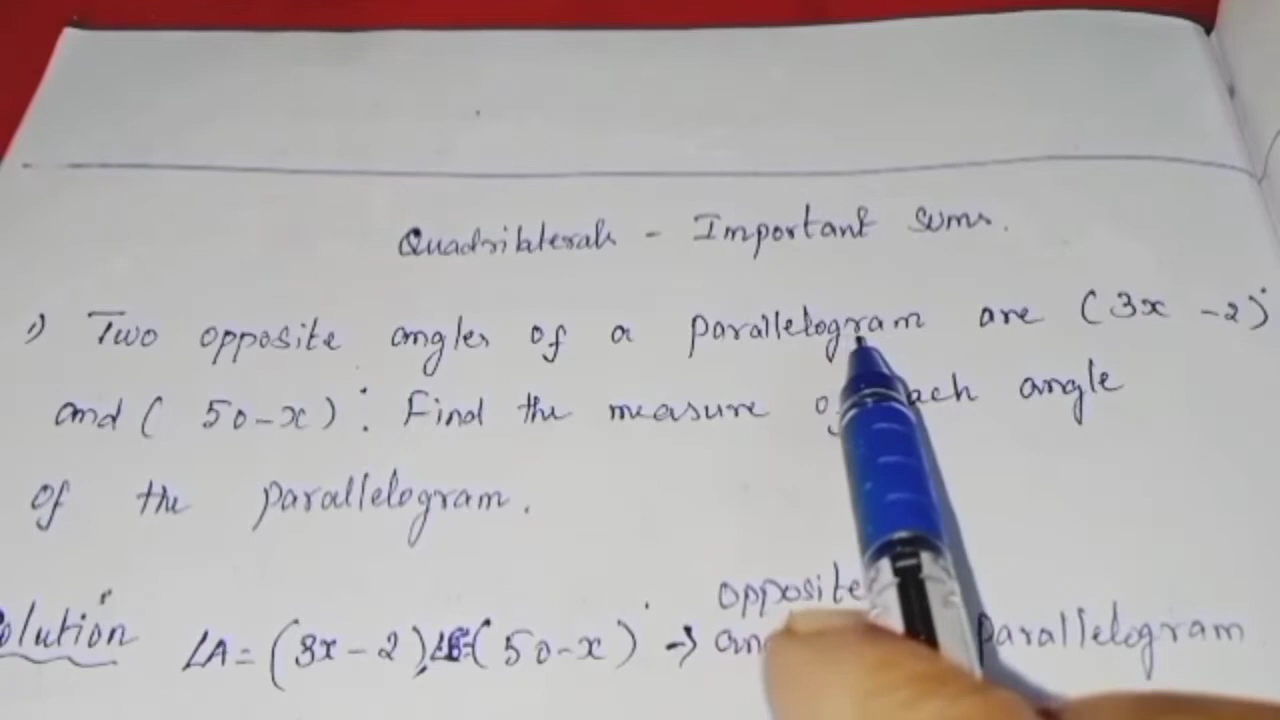 Quadrilaterals - Important sums.
1) Two opposite angles of a parallelogram are (3x - 2)°
and ( 50-x)°. Find the measure of each angle
of the parallelogram.
opposite
Solution ∠A = (3x - 2), (50-x)° → parallelogram